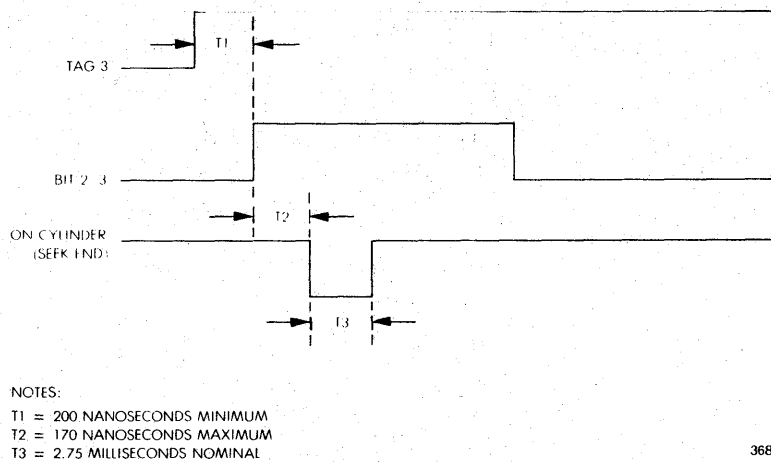 T1
TAG 3
BIT 2 3
T2
ON CYLINDER
(SEEK END)
T3
NOTES:
T1 = 200 NANOSECONDS MINIMUM
T2 = 170 NANOSECONDS MAXIMUM
T3 = 2.75 MILLISECONDS NOMINAL
368